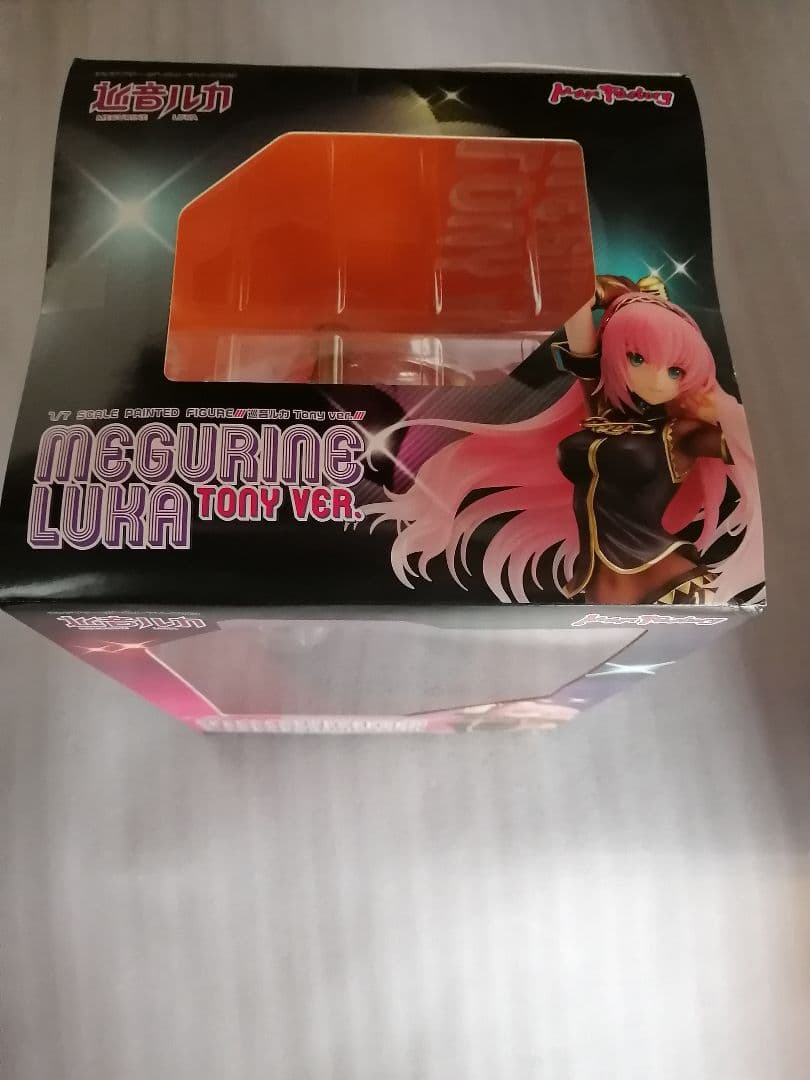 巡音ルカ
MEGURINE LUKA
Max Factory
TONY
1/7 SCALE PAINTED FIGURE///巡音ルカ Tony ver.///
MEGURINE
LUKA TONY VER.
巡音ルカ
Max Factory